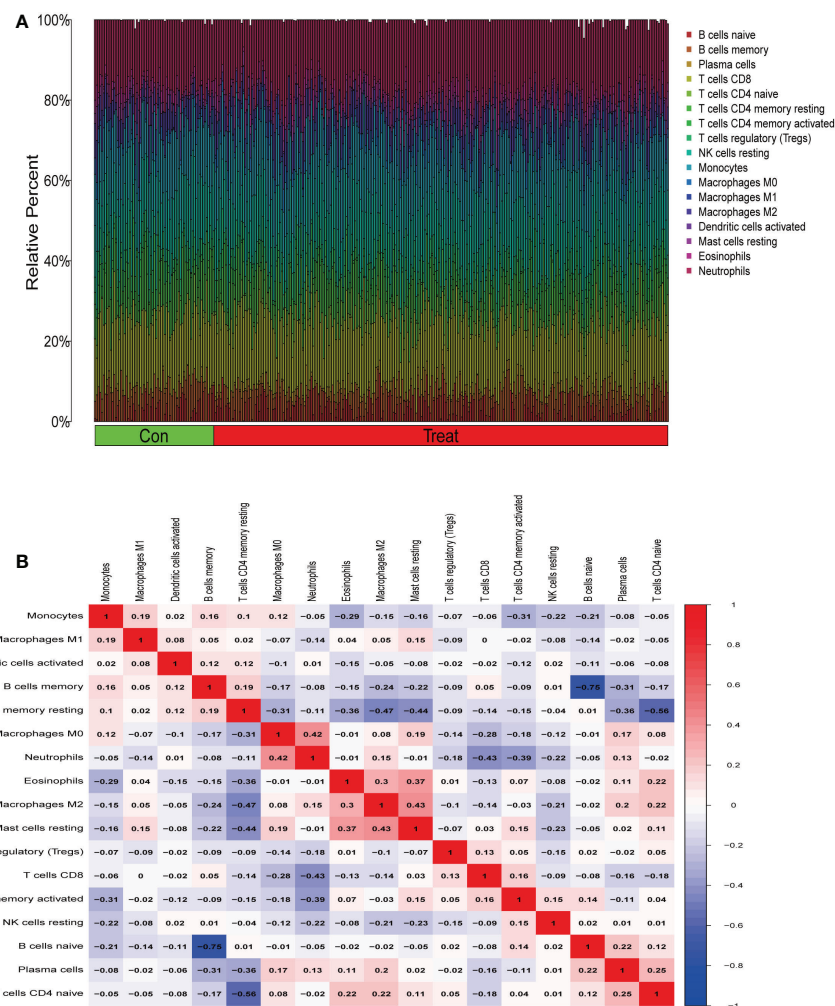 A
100%
80%
60%
40%
20%
0%
Relative Percent
Con Treat
B cells naive
B cells memory
Plasma cells
T cells CD8
T cells CD4 naive
T cells CD4 memory resting
T cells CD4 memory activated
T cells regulatory (Tregs)
NK cells resting
Monocytes
Macrophages M0
Macrophages M1
Macrophages M2
Dendritic cells activated
Mast cells resting
Eosinophils
Neutrophils
B
Monocytes
Macrophages M1
Dendritic cells activated
B cells memory
T cells CD4 memory resting
Macrophages M0
Neutrophils
Eosinophils
Macrophages M2
Mast cells resting
T cells regulatory (Tregs)
T cells CD8
T cells CD4 memory activated
NK cells resting
B cells naive
Plasma cells
T cells CD4 naive
Monocytes 1 0.19 0.02 0.16 0.1 0.12 −0.05 −0.29 −0.15 −0.16 −0.07 −0.06 −0.31 −0.22 −0.21 −0.08 −0.05
Macrophages M1 0.19 1 0.08 0.05 0.02 −0.07 −0.14 0.04 0.05 0.15 −0.09 0 −0.02 −0.08 −0.14 −0.02 −0.05
ic cells activated 0.02 0.08 1 0.12 0.12 −0.1 0.01 −0.15 −0.05 −0.08 −0.02 −0.02 −0.12 0.02 −0.11 −0.06 −0.08
B cells memory 0.16 0.05 0.12 1 0.19 −0.17 −0.08 −0.15 −0.24 −0.22 −0.09 0.05 −0.09 0.01 −0.75 −0.31 −0.17
memory resting 0.1 0.02 0.12 0.19 1 −0.31 −0.11 −0.36 −0.47 −0.44 −0.09 −0.14 −0.15 −0.04 0.01 −0.36 −0.56
Macrophages M0 0.12 −0.07 −0.1 −0.17 −0.31 1 0.42 −0.01 0.08 0.19 −0.14 −0.28 −0.18 −0.12 −0.01 0.17 0.08
Neutrophils −0.05 −0.14 0.01 −0.08 −0.11 0.42 1 −0.01 0.15 −0.01 −0.18 −0.43 −0.39 −0.22 −0.05 0.13 −0.02
Eosinophils −0.29 0.04 −0.15 −0.15 −0.36 −0.01 −0.01 1 0.3 0.37 0.01 −0.13 0.07 −0.08 −0.02 0.11 0.22
Macrophages M2 −0.15 0.05 −0.05 −0.24 −0.47 0.08 0.15 0.3 1 0.43 −0.1 −0.14 −0.03 −0.21 −0.02 0.2 0.22
Mast cells resting −0.16 0.15 −0.08 −0.22 −0.44 0.19 −0.01 0.37 0.43 1 −0.07 0.03 0.15 −0.23 −0.05 0.02 0.11
gulatory (Tregs) −0.07 −0.09 −0.02 −0.09 −0.09 −0.14 −0.18 0.01 −0.1 −0.07 1 0.13 0.05 −0.15 0.02 −0.02 0.05
T cells CD8 −0.06 0 −0.02 0.05 −0.14 −0.28 −0.43 −0.13 −0.14 0.03 0.13 1 0.16 −0.09 −0.08 −0.16 −0.18
emory activated −0.31 −0.02 −0.12 −0.09 −0.15 −0.18 −0.39 0.07 −0.03 0.15 0.05 0.16 1 0.15 0.14 −0.11 0.04
NK cells resting −0.22 −0.08 0.02 0.01 −0.04 −0.12 −0.22 −0.08 −0.21 −0.23 −0.15 −0.09 0.15 1 0.02 0.01 0.01
B cells naive −0.21 −0.14 −0.11 −0.75 0.01 −0.01 −0.05 −0.02 −0.02 −0.05 0.02 −0.08 0.14 0.02 1 0.22 0.12
Plasma cells −0.08 −0.02 −0.06 −0.31 −0.36 0.17 0.13 0.11 0.2 0.02 −0.02 −0.16 −0.11 0.01 0.22 1 0.25
cells CD4 naive −0.05 −0.05 −0.08 −0.17 −0.56 0.08 −0.02 0.22 0.22 0.11 0.05 −0.18 0.04 0.01 0.12 0.25 1
1
0.8
0.6
0.4
0.2
0
−0.2
−0.4
−0.6
−0.8
−1